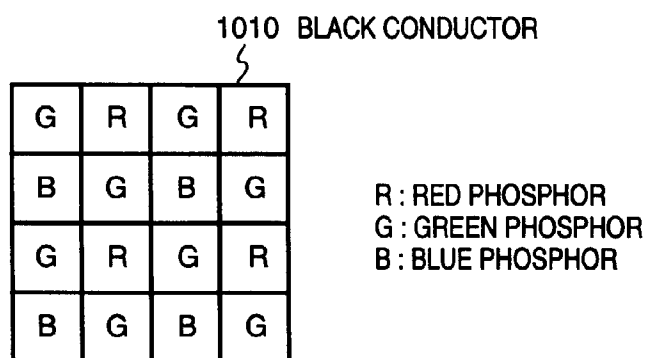 1010 BLACK CONDUCTOR
G R G R
B G B G
G R G R
B G B G
R : RED PHOSPHOR
G : GREEN PHOSPHOR
B : BLUE PHOSPHOR